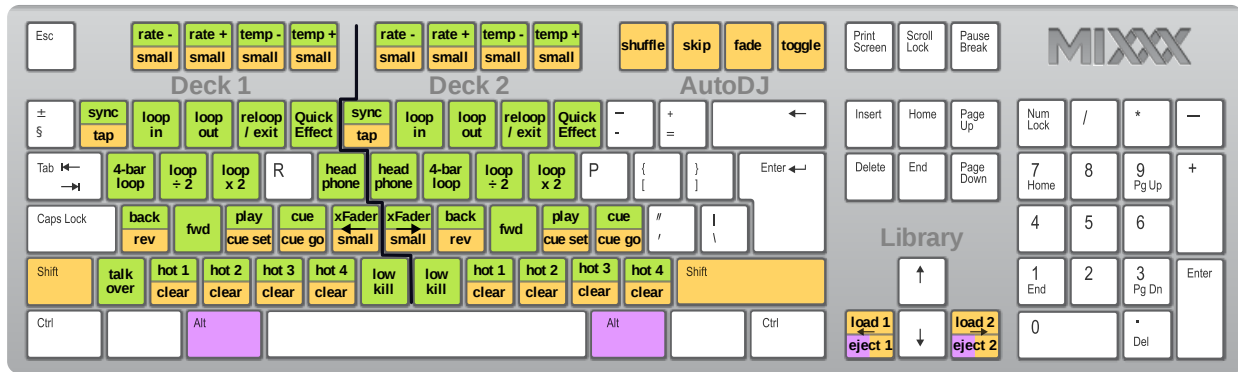 Esc
rate - rate + temp - temp +
small small small small
rate - rate + temp - temp +
small small small small
shuffle skip fade toggle
Print Screen
Scroll Lock
Pause Break
MIXXX
Deck 1
Deck 2
AutoDJ
± §
sync tap
loop in
loop out
reloop / exit
Quick Effect
sync tap
loop in
loop out
reloop / exit
Quick Effect
— -
+ =
←
Insert
Home
Page Up
Num Lock
/
*
—
Tab
4-bar loop
loop ÷ 2
loop x 2
R
head phone
head phone
4-bar loop
loop ÷ 2
loop x 2
P
{ [
} ]
Enter
Delete
End
Page Down
7 Home
8
9 Pg Up
+
Caps Lock
back rev
fwd
play cue set
cue cue go
xFader ← small
xFader → small
back rev
fwd
play cue set
cue cue go
" '
| \
Library
4
5
6
Shift
talk over
hot 1 clear
hot 2 clear
hot 3 clear
hot 4 clear
low kill
low kill
hot 1 clear
hot 2 clear
hot 3 clear
hot 4 clear
Shift
↑
1 End
2
3 Pg Dn
Enter
Ctrl
Alt
Alt
Ctrl
load 1 ← eject 1
↓
load 2 → eject 2
0
. Del